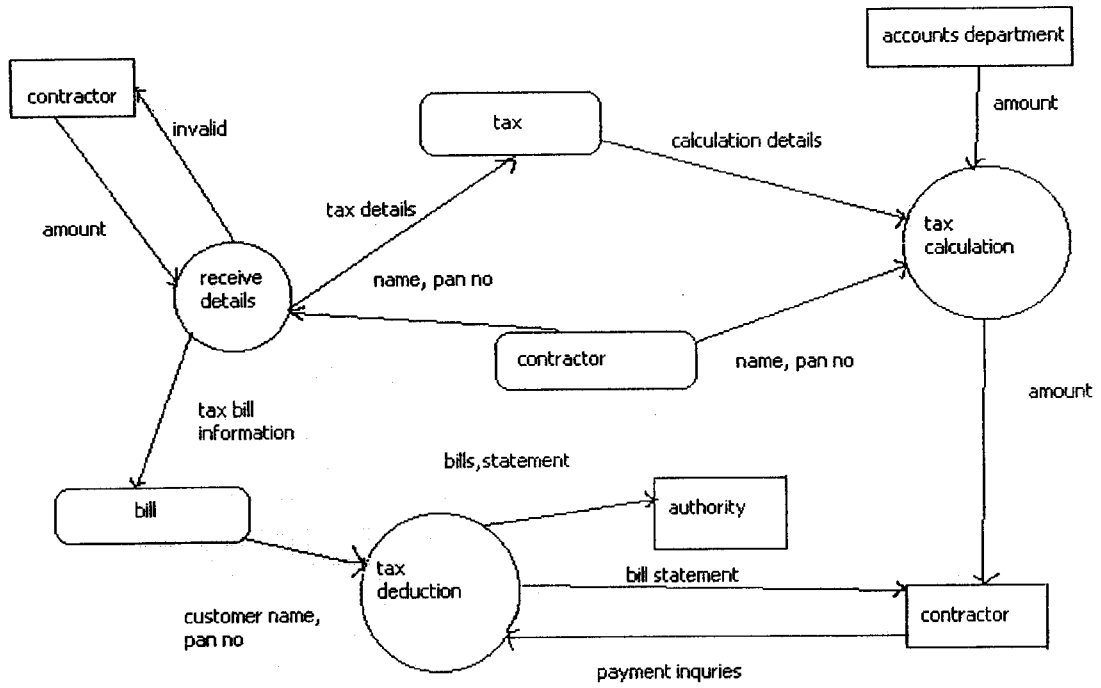 accounts department
contractor
amount
invalid
tax
calculation details
tax details
amount
tax
calculation
receive
details
name, pan no
contractor
name, pan no
amount
tax bill
information
bills,statement
bill
authority
tax
deduction
bill statement
customer name,
pan no
contractor
payment inquries